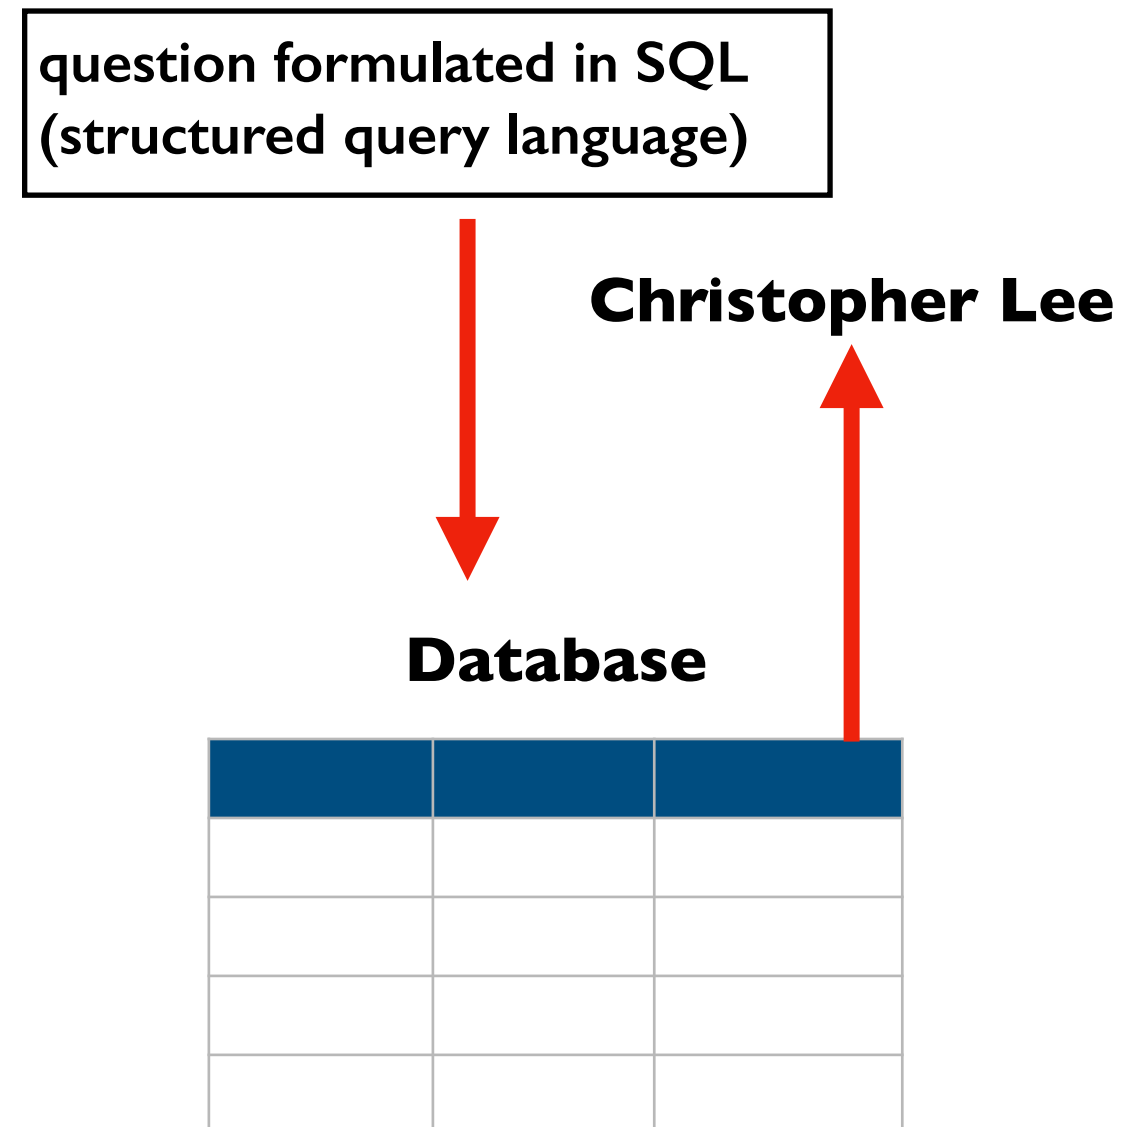 question formulated in SQL
(structured query language)
Christopher Lee
Database